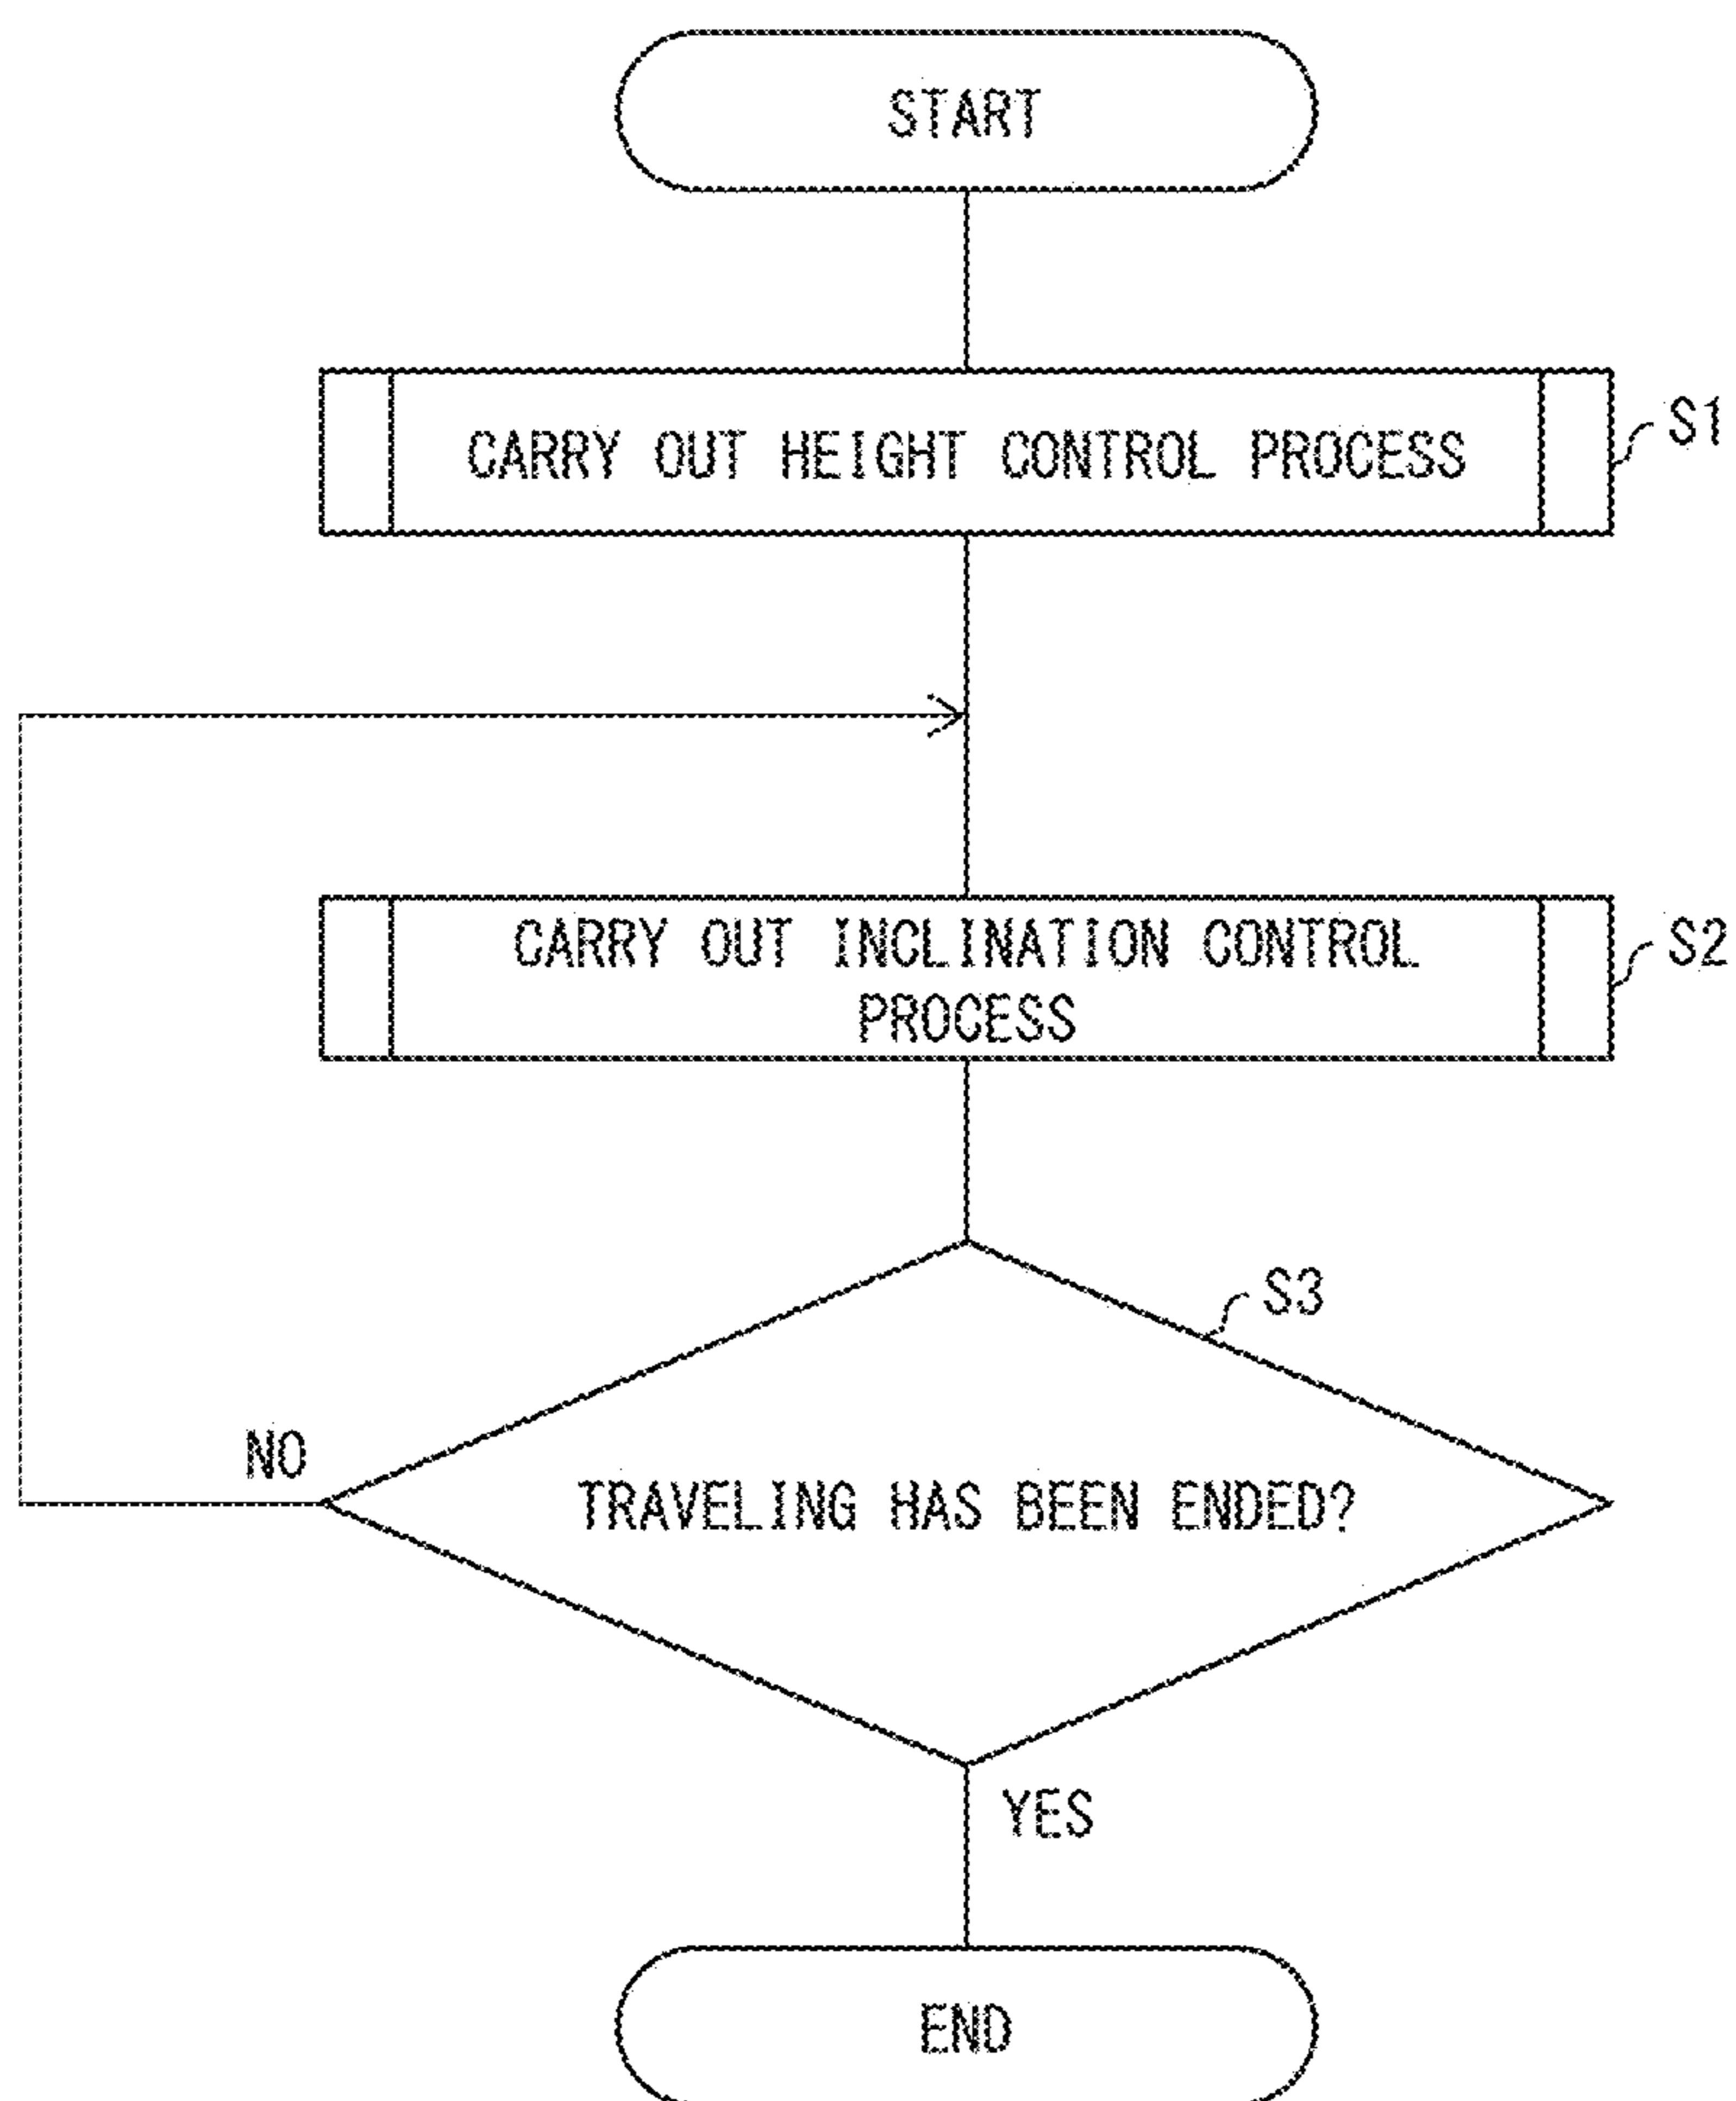 START
CARRY OUT HEIGHT CONTROL PROCESS
S1
CARRY OUT INCLINATION CONTROL
PROCESS
S2
S3
TRAVELING HAS BEEN ENDED?
NO
YES
END